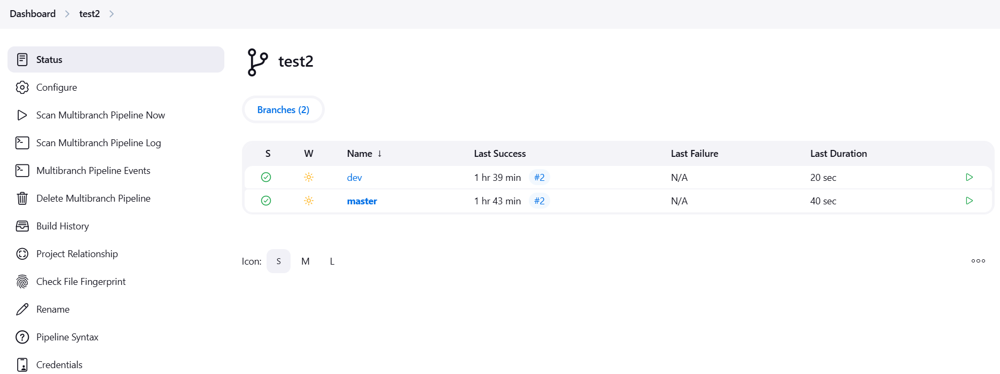 Dashboard > test2 >
Status
Configure
Scan Multibranch Pipeline Now
Scan Multibranch Pipeline Log
Multibranch Pipeline Events
Delete Multibranch Pipeline
Build History
Project Relationship
Check File Fingerprint
Rename
Pipeline Syntax
Credentials
test2
Branches (2)
S W Name ↓ Last Success Last Failure Last Duration
dev 1 hr 39 min #2 N/A 20 sec
master 1 hr 43 min #2 N/A 40 sec
Icon: S M L